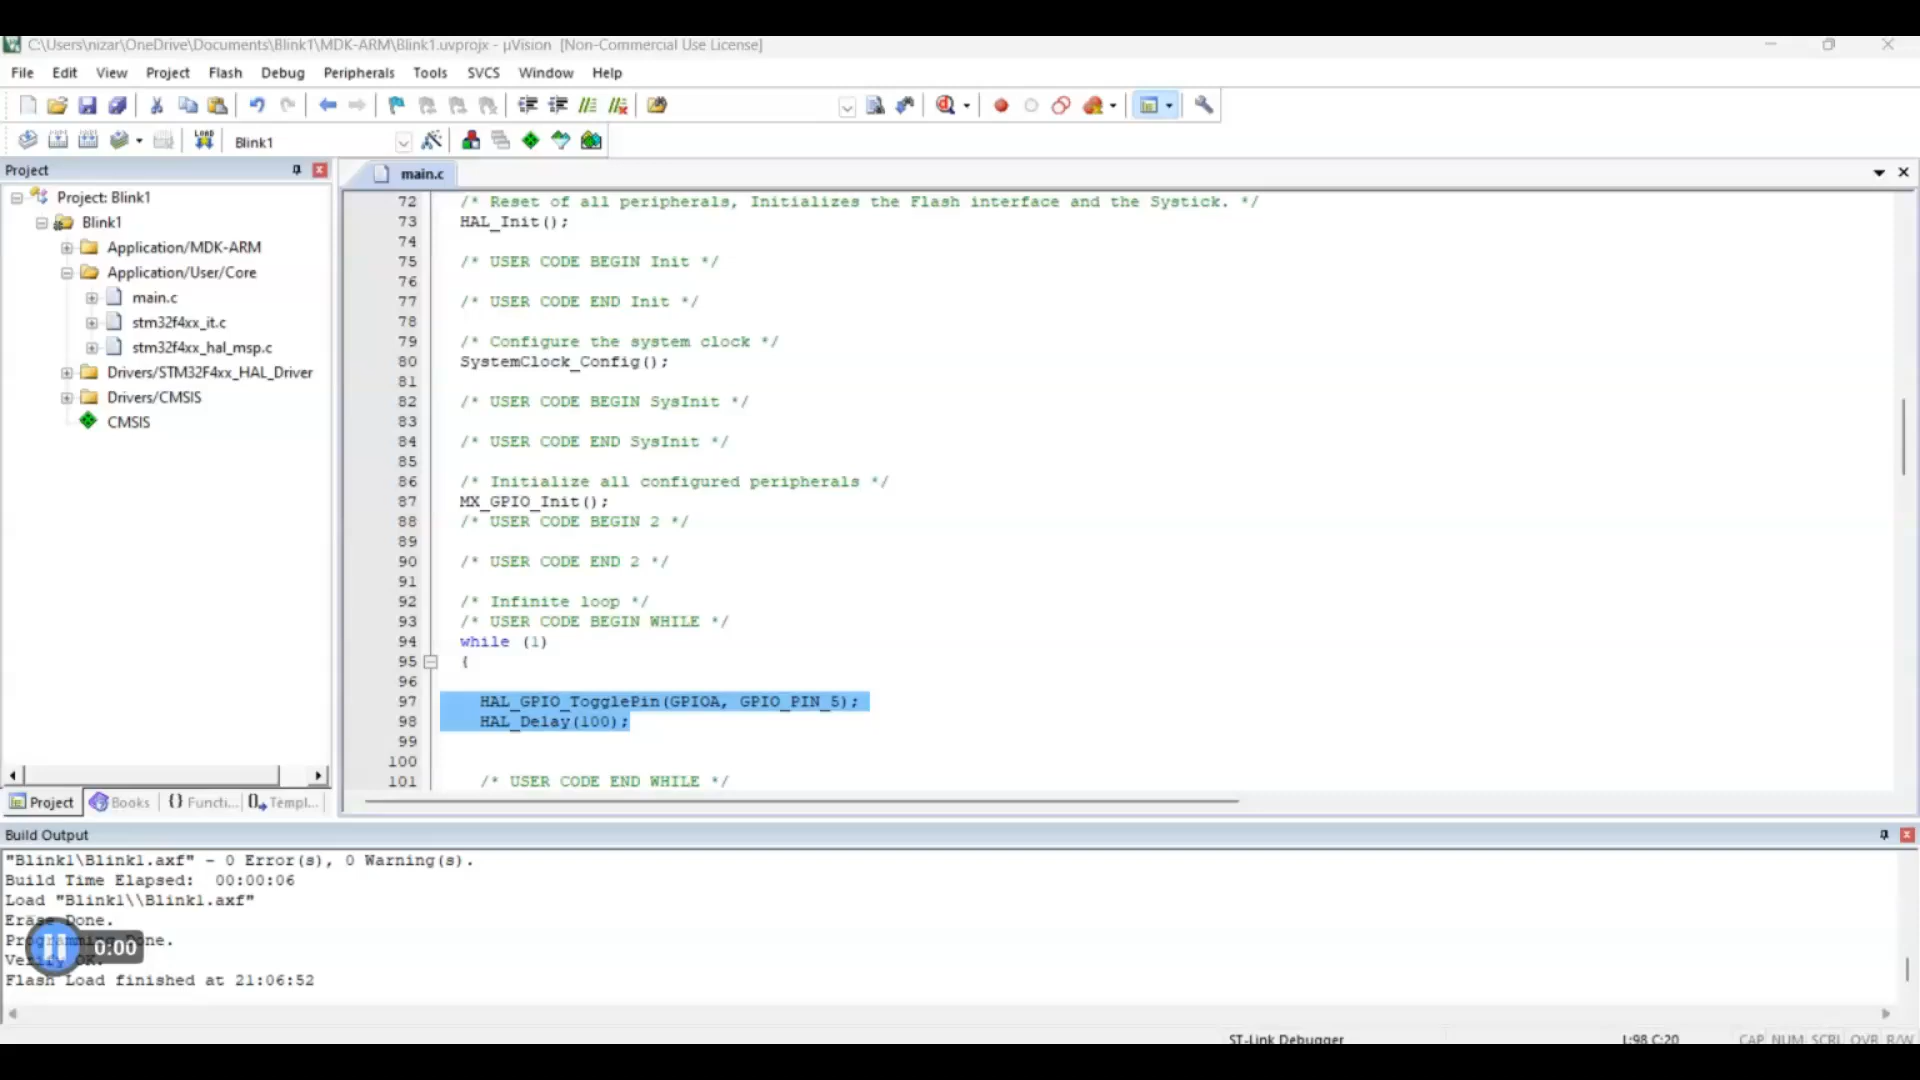 C:\Users\nizar\OneDrive\Documents\Blink1\MDK-ARM\Blink1.uvprojx - µVision [Non-Commercial Use License]
File Edit View Project Flash Debug Peripherals Tools SVCS Window Help
LOAD Blink1
Project
Project: Blink1
Blink1
Application/MDK-ARM
Application/User/Core
main.c
stm32f4xx_it.c
stm32f4xx_hal_msp.c
Drivers/STM32F4xx_HAL_Driver
Drivers/CMSIS
CMSIS
Project Books {} Functi... Templ...
main.c
72 /* Reset of all peripherals, Initializes the Flash interface and the Systick. */
73 HAL_Init();
74
75 /* USER CODE BEGIN Init */
76
77 /* USER CODE END Init */
78
79 /* Configure the system clock */
80 SystemClock_Config();
81
82 /* USER CODE BEGIN SysInit */
83
84 /* USER CODE END SysInit */
85
86 /* Initialize all configured peripherals */
87 MX_GPIO_Init();
88 /* USER CODE BEGIN 2 */
89
90 /* USER CODE END 2 */
91
92 /* Infinite loop */
93 /* USER CODE BEGIN WHILE */
94 while (1)
95 {
96
97 HAL_GPIO_TogglePin(GPIOA, GPIO_PIN_5);
98 HAL_Delay(100);
99
100
101 /* USER CODE END WHILE */
Build Output
"Blink1\Blink1.axf" - 0 Error(s), 0 Warning(s).
Build Time Elapsed: 00:00:06
Load "Blink1\\Blink1.axf"
Erase Done.
Programming Done.
Verify OK.
0:00
Flash Load finished at 21:06:52
ST-Link Debugger L:98 C:20 CAP NUM SCRL OVR R/W